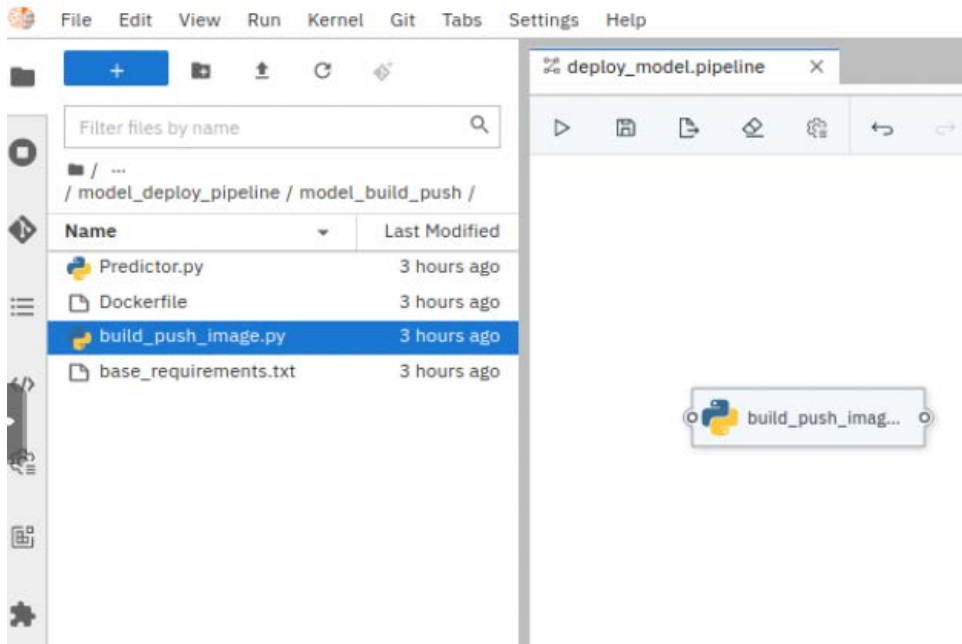 File Edit View Run Kernel Git Tabs Settings Help
+
deploy_model.pipeline
Filter files by name
/ ...
/ model_deploy_pipeline / model_build_push /
Name Last Modified
Predictor.py 3 hours ago
Dockerfile 3 hours ago
build_push_image.py 3 hours ago
base_requirements.txt 3 hours ago
build_push_imag...